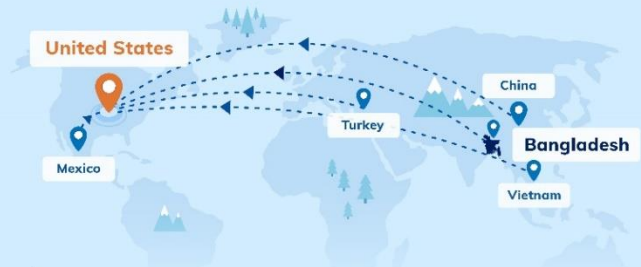 United States
China
Turkey
Bangladesh
Mexico
Vietnam